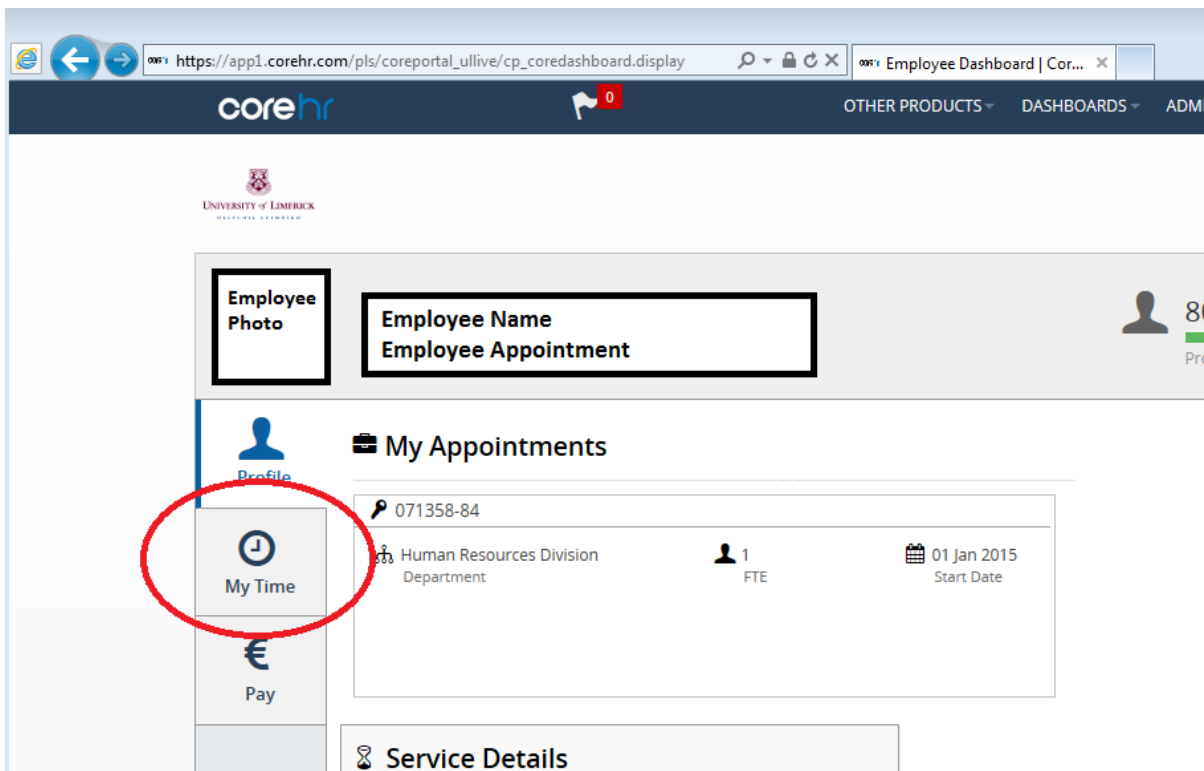 https://app1.corehr.com/pls/coreportal_ullive/cp_coredashboard.display
Employee Dashboard | Cor...
corehr
0
OTHER PRODUCTS
DASHBOARDS
ADM
UNIVERSITY of LIMERICK
Employee
Photo
Employee Name
Employee Appointment
Profile
My Appointments
071358-84
Human Resources Division
Department
1
FTE
01 Jan 2015
Start Date
My Time
€
Pay
Service Details